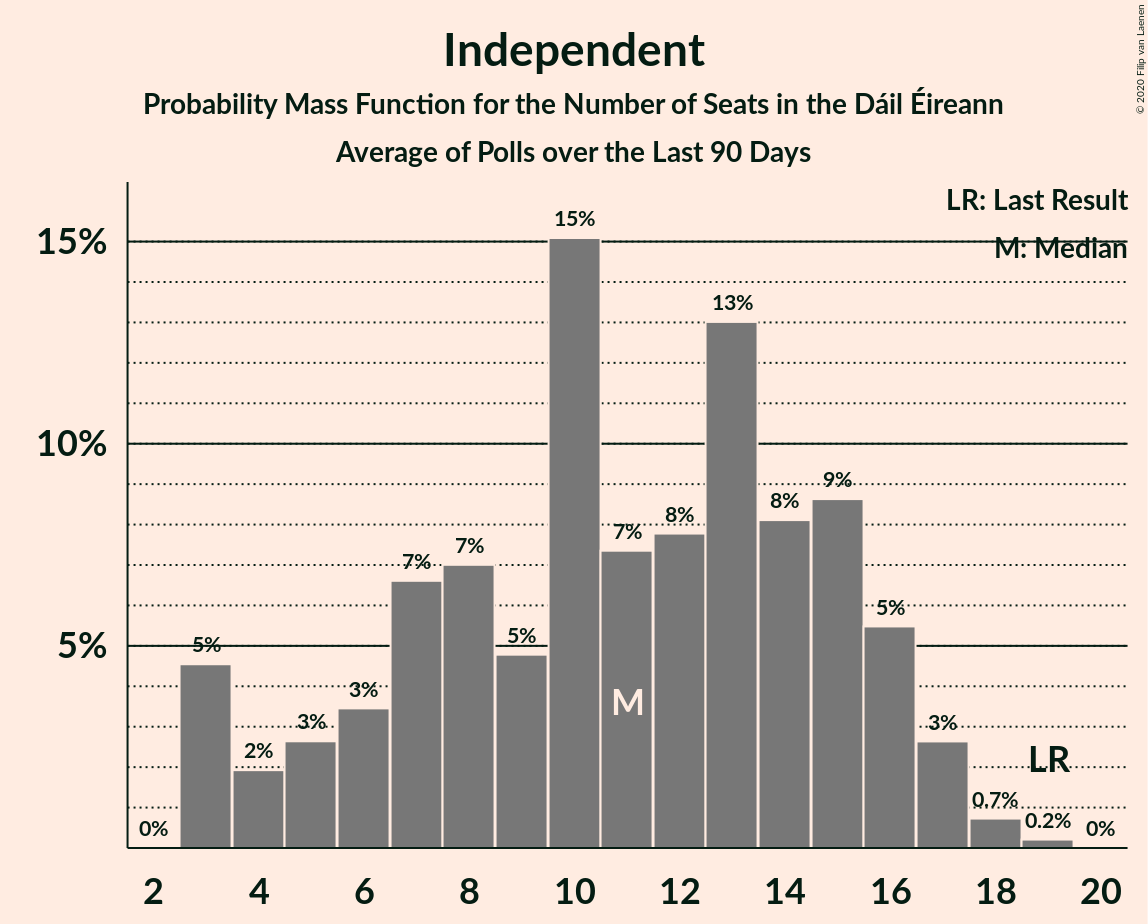 Independent
Probability Mass Function for the Number of Seats in the Dáil Éireann
Average of Polls over the Last 90 Days
© 2020 Filip van Laenen
LR: Last Result
M: Median
15%
10%
5%
0%
5%
2%
3%
3%
7%
7%
5%
15%
7%
8%
13%
8%
9%
5%
3%
0.7%
0.2%
0%
M
LR
2 4 6 8 10 12 14 16 18 20